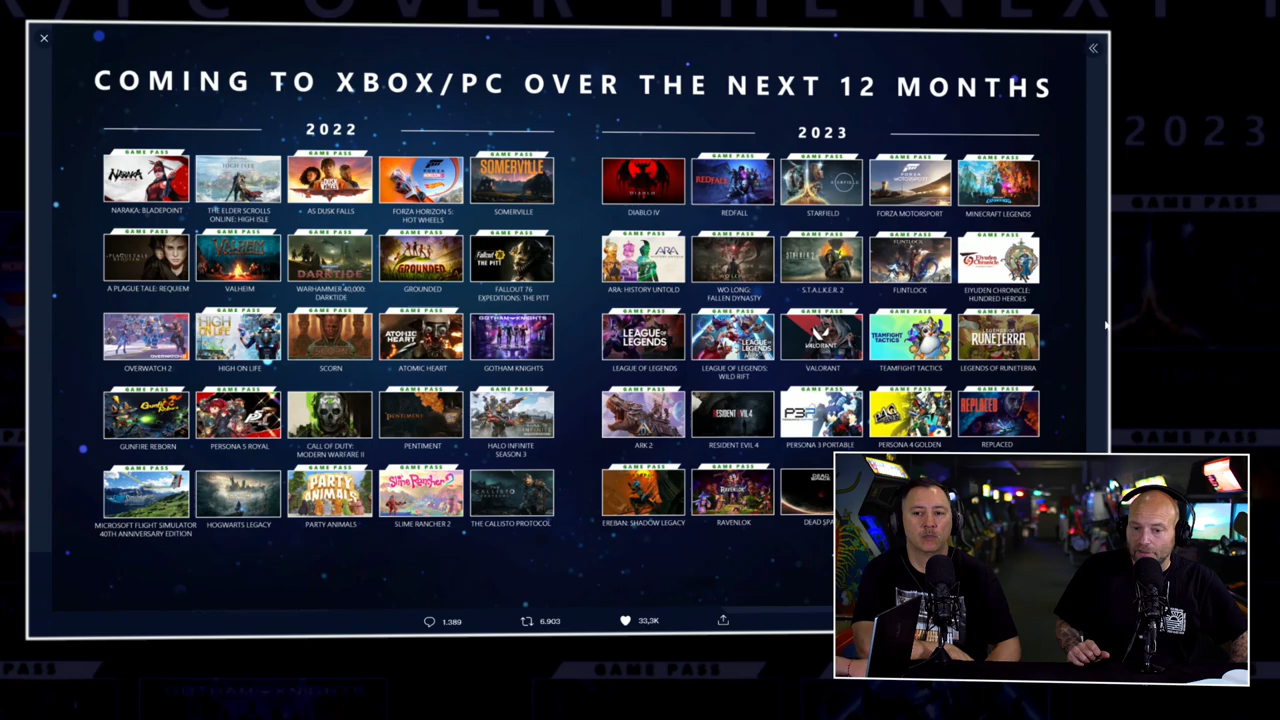 COMING TO XBOX/PC OVER THE NEXT 12 MONTHS
2022
NARAKA: BLADEPOINT
THE ELDER SCROLLS
ONLINE: HIGH ISLE
AS DUSK FALLS
FORZA HORIZON 5:
HOT WHEELS
SOMERVILLE
A PLAGUE TALE: REQUIEM
VALHEIM
WARHAMMER 40,000:
DARKTIDE
GROUNDED
FALLOUT 76
EXPEDITIONS: THE PITT
OVERWATCH 2
HIGH ON LIFE
SCORN
ATOMIC HEART
GOTHAM KNIGHTS
GUNFIRE REBORN
PERSONA 5 ROYAL
CALL OF DUTY:
MODERN WARFARE II
PENTIMENT
HALO INFINITE
SEASON 3
MICROSOFT FLIGHT SIMULATOR
40TH ANNIVERSARY EDITION
HOGWARTS LEGACY
PARTY ANIMALS
SLIME RANCHER 2
THE CALLISTO PROTOCOL
2023
DIABLO IV
REDFALL
STARFIELD
FORZA MOTORSPORT
MINECRAFT LEGENDS
ARA: HISTORY UNTOLD
WO LONG:
FALLEN DYNASTY
S.T.A.L.K.E.R. 2
FLINTLOCK
EIYUDEN CHRONICLE:
HUNDRED HEROES
LEAGUE OF LEGENDS
LEAGUE OF LEGENDS:
WILD RIFT
VALORANT
TEAMFIGHT TACTICS
LEGENDS OF RUNETERRA
ARK 2
RESIDENT EVIL 4
PERSONA 3 PORTABLE
PERSONA 4 GOLDEN
REPLACED
EREBAN: SHADOW LEGACY
RAVENLOK
DEAD SPA
1.389
6.903
33,3K
2023
GAME PASS
GAME PASS